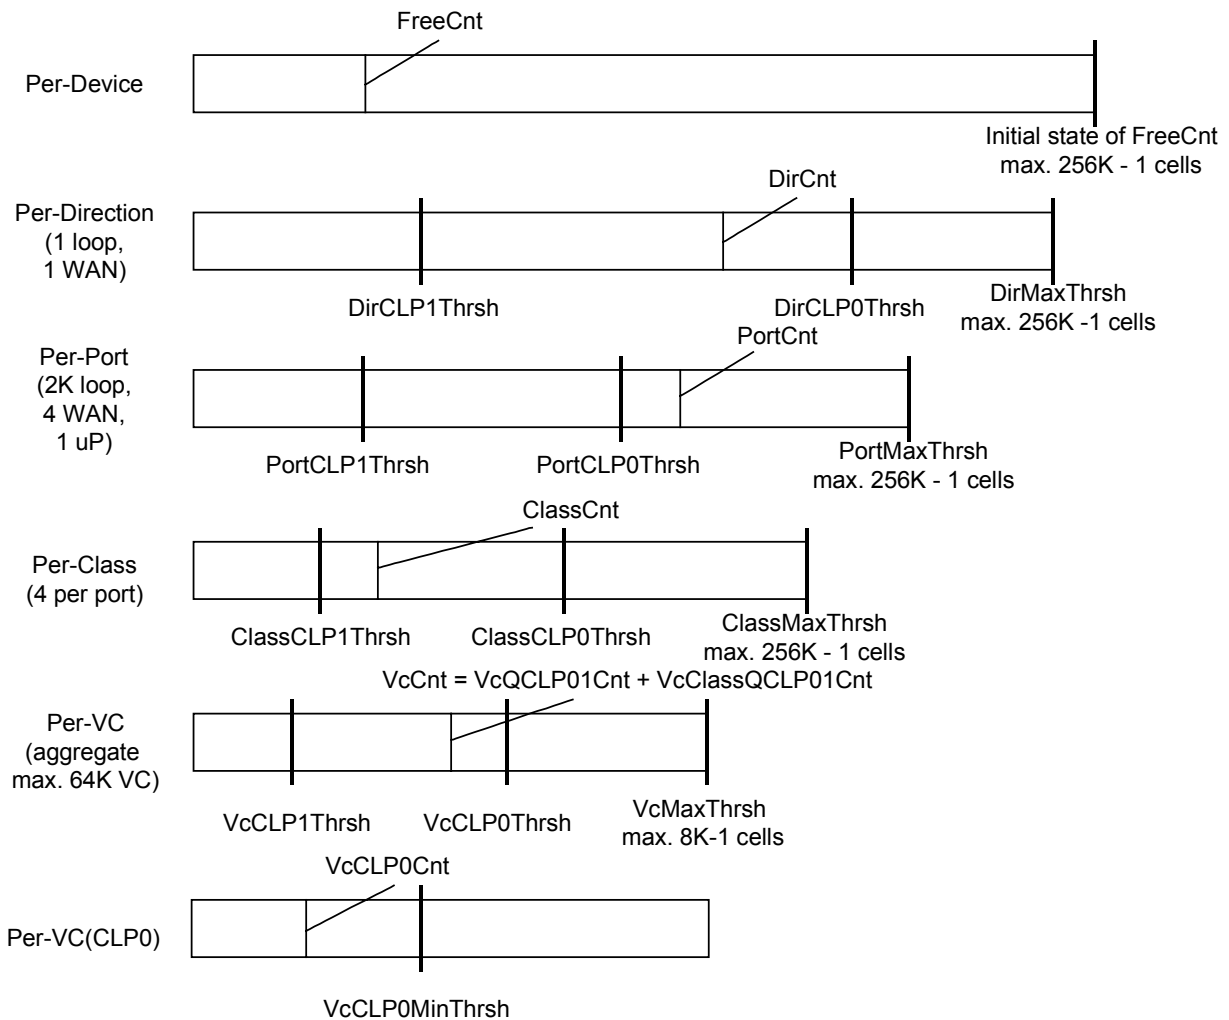 FreeCnt
Per-Device
Initial state of FreeCnt
max. 256K - 1 cells
DirCnt
Per-Direction
(1 loop,
1 WAN)
DirCLP1Thrsh
DirCLP0Thrsh
DirMaxThrsh
max. 256K -1 cells
PortCnt
Per-Port
(2K loop,
4 WAN,
1 uP)
PortCLP1Thrsh
PortCLP0Thrsh
PortMaxThrsh
max. 256K - 1 cells
ClassCnt
Per-Class
(4 per port)
ClassCLP1Thrsh
ClassCLP0Thrsh
ClassMaxThrsh
max. 256K - 1 cells
VcCnt = VcQCLP01Cnt + VcClassQCLP01Cnt
Per-VC
(aggregate
max. 64K VC)
VcCLP1Thrsh
VcCLP0Thrsh
VcMaxThrsh
max. 8K-1 cells
VcCLP0Cnt
Per-VC(CLP0)
VcCLP0MinThrsh